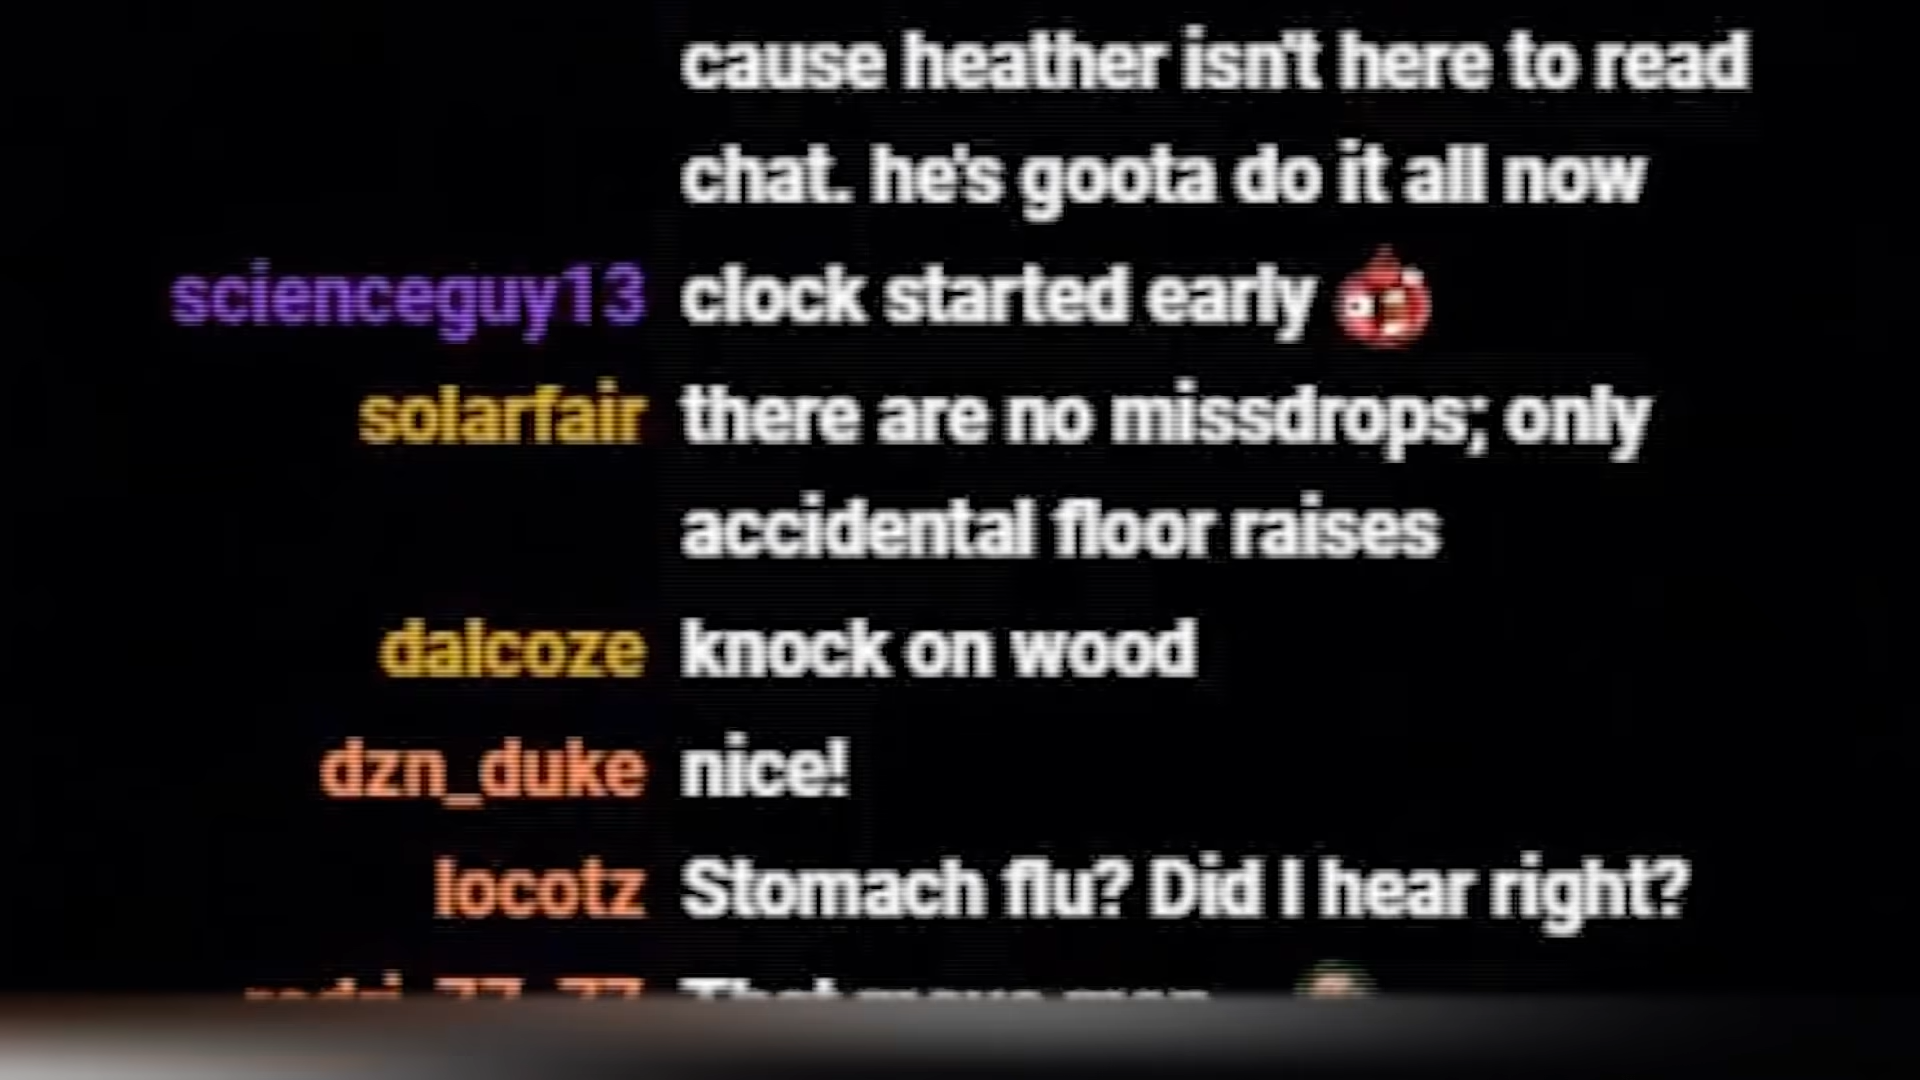 cause heather isn't here to read
chat. he's goota do it all now
scienceguy13 clock started early
solarfair there are no missdrops; only
accidental floor raises
dalcoze knock on wood
dzn_duke nice!
locotz Stomach flu? Did I hear right?